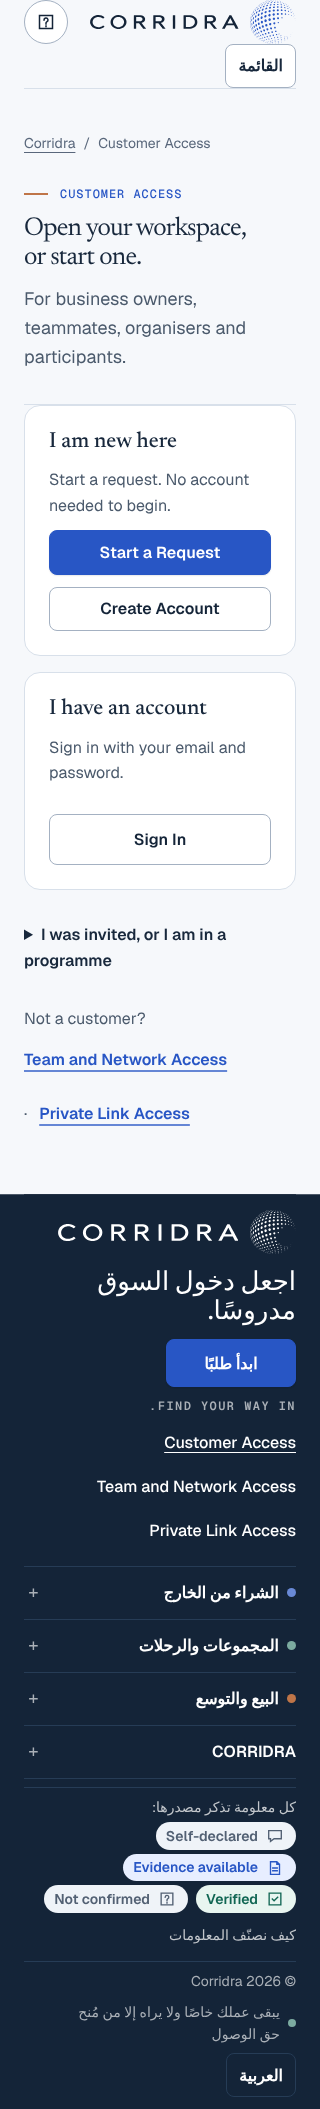 CORRIDRA
القائمة
Corridra / Customer Access
CUSTOMER ACCESS
Open your workspace,
or start one.
For business owners,
teammates, organisers and
participants.
I am new here
Start a request. No account
needed to begin.
Start a Request
Create Account
I have an account
Sign in with your email and
password.
Sign In
I was invited, or I am in a
programme
Not a customer?
Team and Network Access
· Private Link Access
CORRIDRA
اجعل دخول السوق
مدروسًا.
ابدأ طلبًا
.FIND YOUR WAY IN
Customer Access
Team and Network Access
Private Link Access
الشراء من الخارج +
المجموعات والرحلات +
البيع والتوسع +
CORRIDRA +
كل معلومة تذكر مصدرها:
Self-declared
Evidence available
Verified
Not confirmed
كيف نصنّف المعلومات
© 2026 Corridra
يبقى عملك خاصًا ولا يراه إلا من مُنح
حق الوصول
العربية